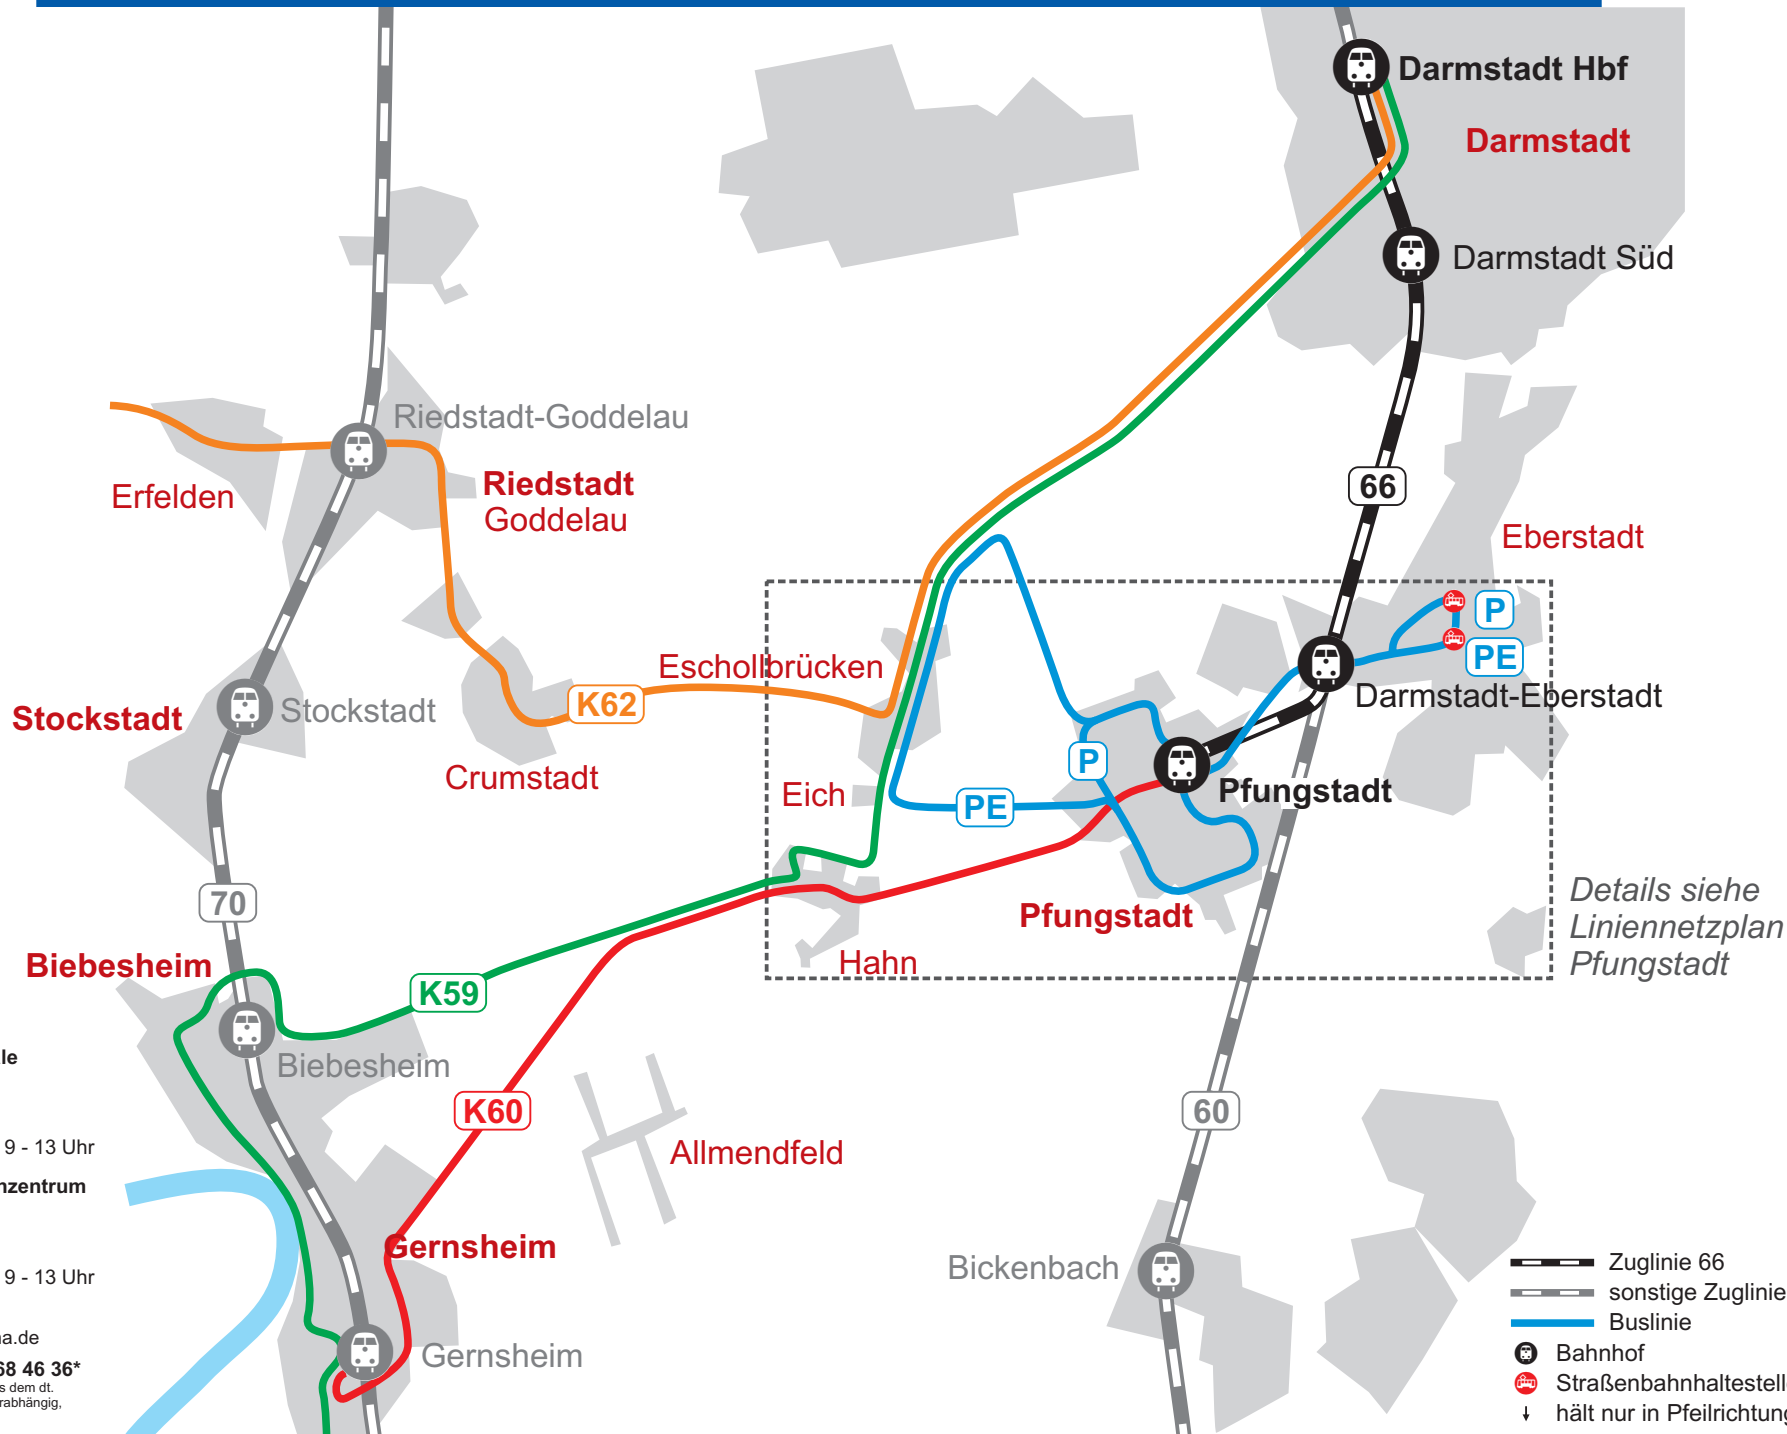 Darmstadt Hbf
Darmstadt
Darmstadt Süd
Riedstadt-Goddelau
Erfelden
Riedstadt
Goddelau
66
Eberstadt
P
PE
Eschollbrücken
K62
Darmstadt-Eberstadt
Stockstadt
Stockstadt
Crumstadt
P
Eich
PE
Pfungstadt
70
Pfungstadt
Details siehe
Liniennetzplan
Pfungstadt
Biebesheim
Hahn
K59
Biebesheim
K60
60
Allmendfeld
9 - 13 Uhr
nzentrum
Gernsheim
Bickenbach
9 - 13 Uhr
na.de
68 46 36*
s dem dt.
rabhängig,
Gernsheim
Zuglinie 66
sonstige Zuglinie
Buslinie
Bahnhof
Straßenbahnhaltestell
hält nur in Pfeilrichtung